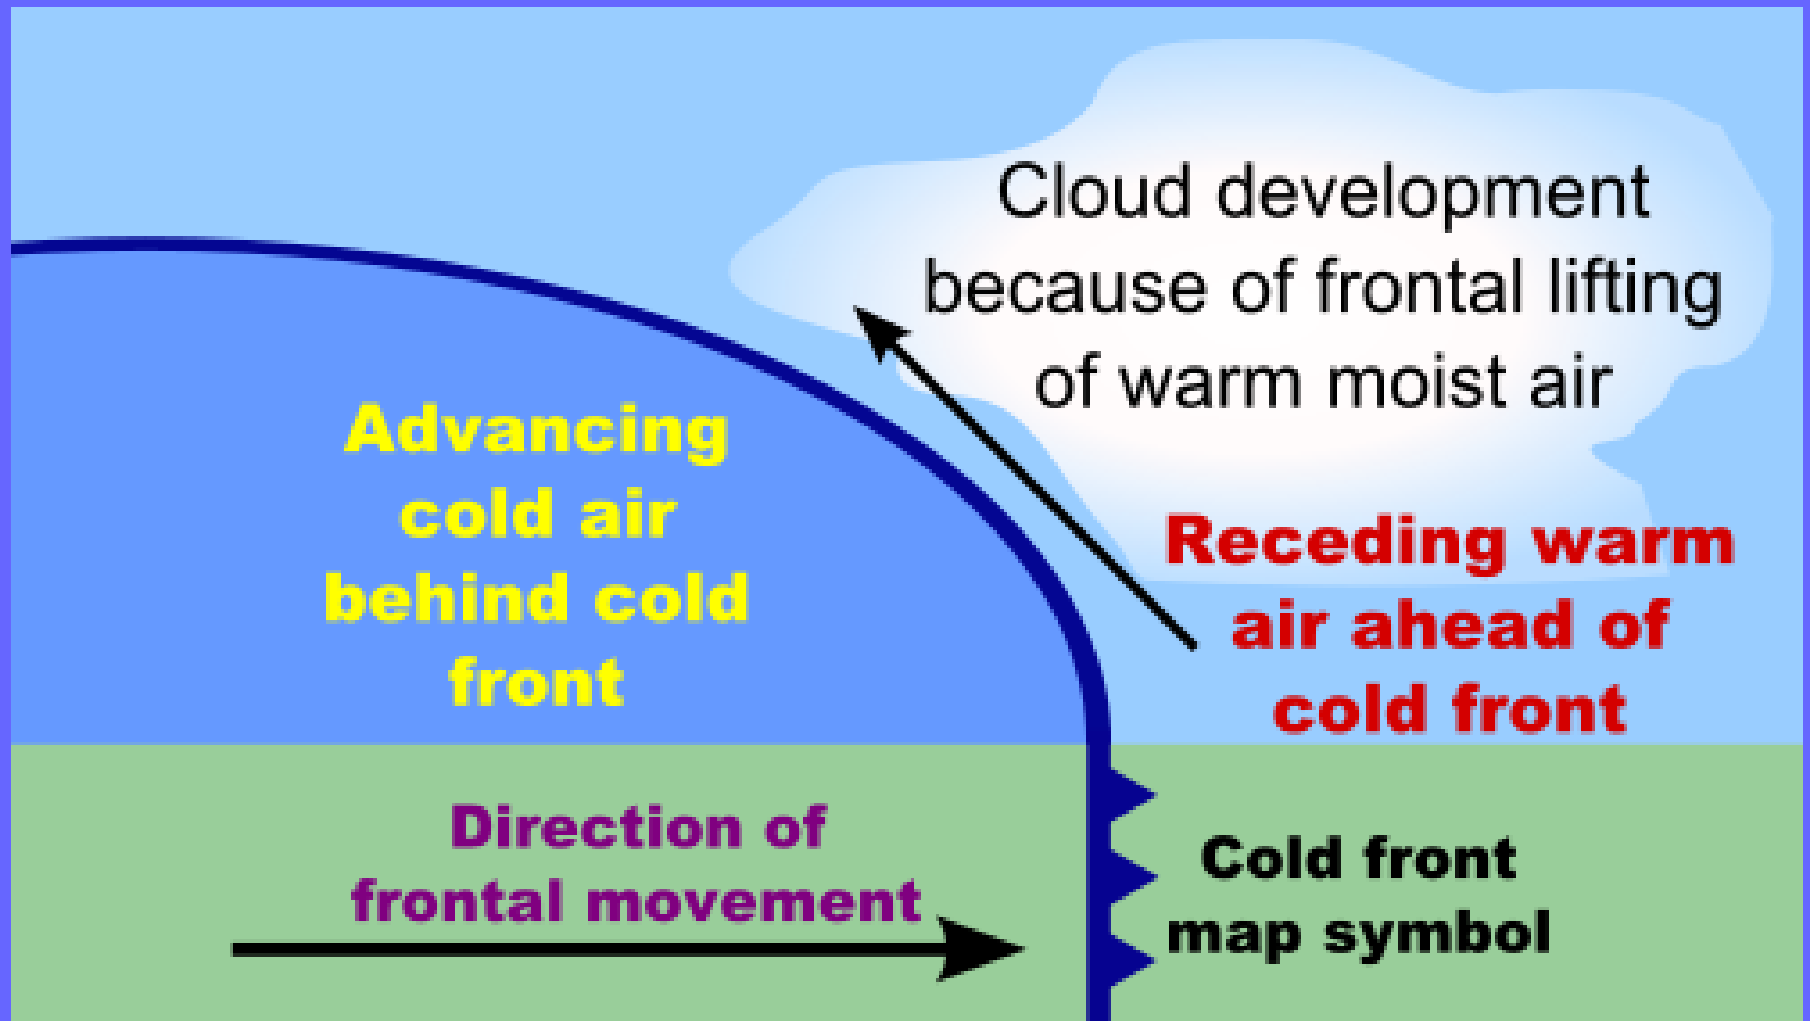 Cloud development
because of frontal lifting
of warm moist air
Advancing
cold air
behind cold
front
Receding warm
air ahead of
cold front
Direction of
frontal movement
Cold front
map symbol